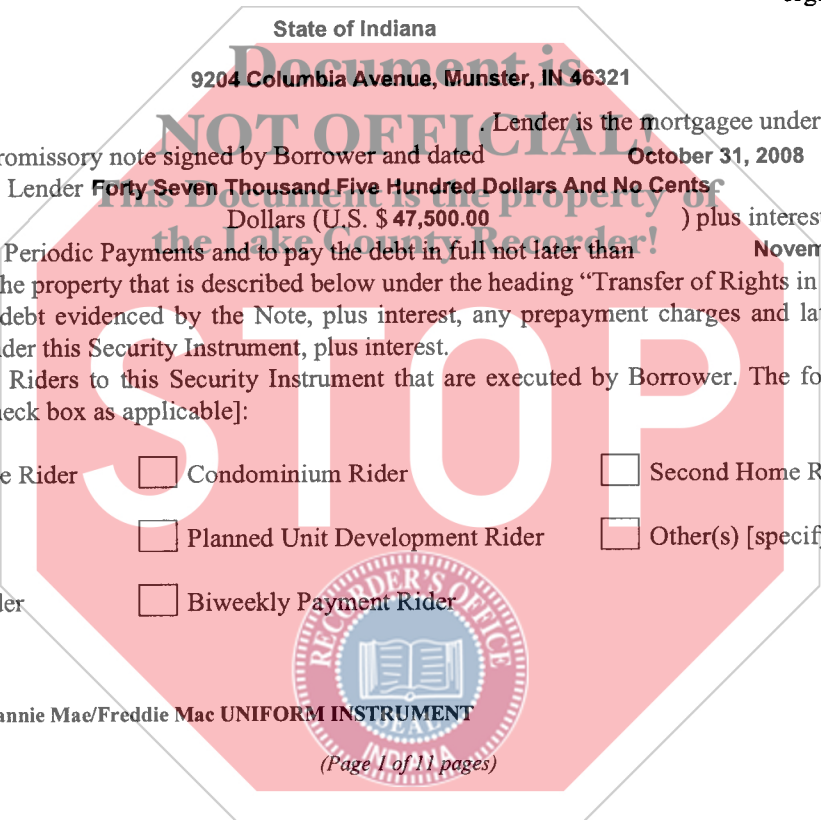 State of Indiana
Document is
9204 Columbia Avenue, Munster, IN 46321
NOT OFFICIAL!
. Lender is the mortgagee under
romissory note signed by Borrower and dated October 31, 2008
Lender Forty Seven Thousand Five Hundred Dollars And No Cents
This Document is the property of
Dollars (U.S. $ 47,500.00 ) plus interes
the Lake County Recorder!
Periodic Payments and to pay the debt in full not later than Novem
he property that is described below under the heading “Transfer of Rights in
debt evidenced by the Note, plus interest, any prepayment charges and la
der this Security Instrument, plus interest.
Riders to this Security Instrument that are executed by Borrower. The fo
eck box as applicable]:
STOP
e Rider Condominium Rider Second Home R
Planned Unit Development Rider Other(s) [specify
ler Biweekly Payment Rider
RECORDER'S OFFICE
SEAL
INDIANA
annie Mae/Freddie Mac UNIFORM INSTRUMENT
(Page 1 of 11 pages)